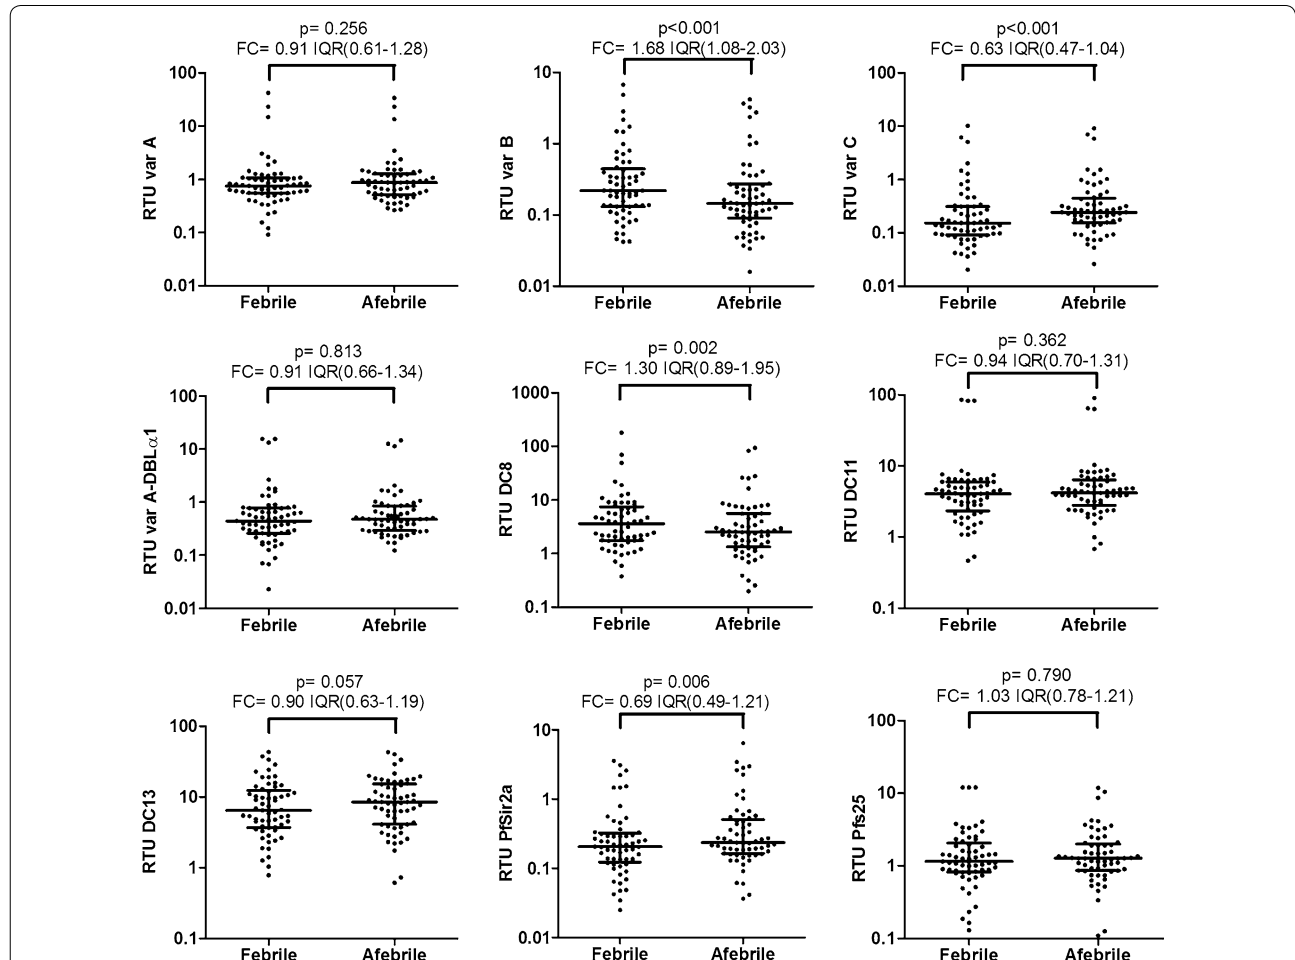 p= 0.256
FC= 0.91 IQR(0.61-1.28)
RTU var A
100
10
1
0.1
0.01
Febrile
Afebrile
p<0.001
FC= 1.68 IQR(1.08-2.03)
RTU var B
10
1
0.1
0.01
Febrile
Afebrile
p<0.001
FC= 0.63 IQR(0.47-1.04)
RTU var C
100
10
1
0.1
0.01
Febrile
Afebrile
p= 0.813
FC= 0.91 IQR(0.66-1.34)
RTU var A-DBLα1
100
10
1
0.1
0.01
Febrile
Afebrile
p= 0.002
FC= 1.30 IQR(0.89-1.95)
RTU DC8
1000
100
10
1
0.1
Febrile
Afebrile
p= 0.362
FC= 0.94 IQR(0.70-1.31)
RTU DC11
100
10
1
0.1
Febrile
Afebrile
p= 0.057
FC= 0.90 IQR(0.63-1.19)
RTU DC13
100
10
1
0.1
Febrile
Afebrile
p= 0.006
FC= 0.69 IQR(0.49-1.21)
RTU PfSir2a
10
1
0.1
0.01
Febrile
Afebrile
p= 0.790
FC= 1.03 IQR(0.78-1.21)
RTU Pfs25
100
10
1
0.1
Febrile
Afebrile